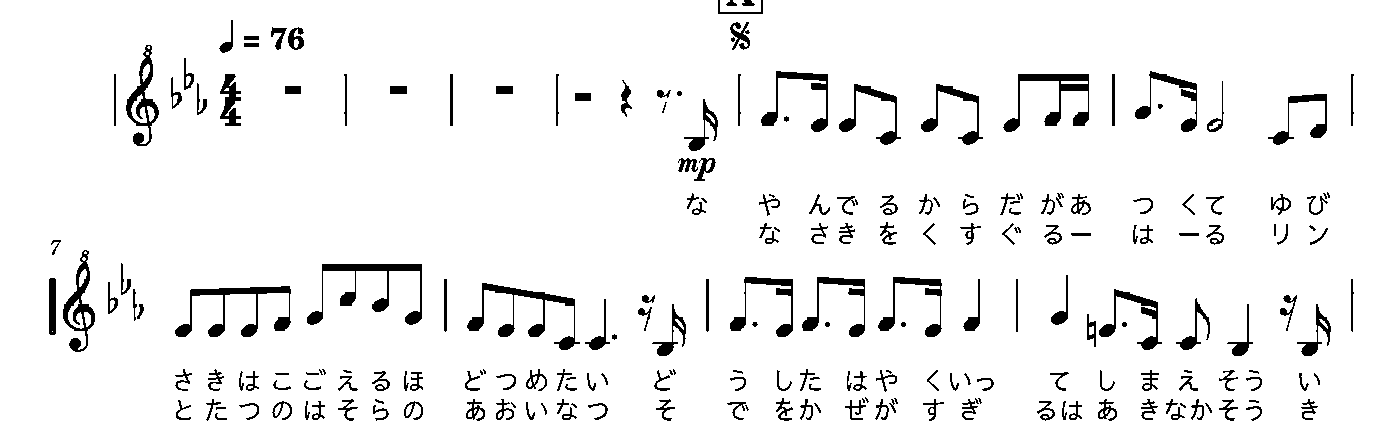 8
= 76
A
4
4
mp
な や んで る か ら だ があ つ くて ゆ び
な さき を く す ぐ るー は ーる リ ン
7
8
さ き は こ ご え る ほ ど つ め た い ど う し た は や く いっ て し ま え そう い
と た つ の は そ ら の あ お い な つ そ で をか ぜ が す ぎ るは あ きなかそう き